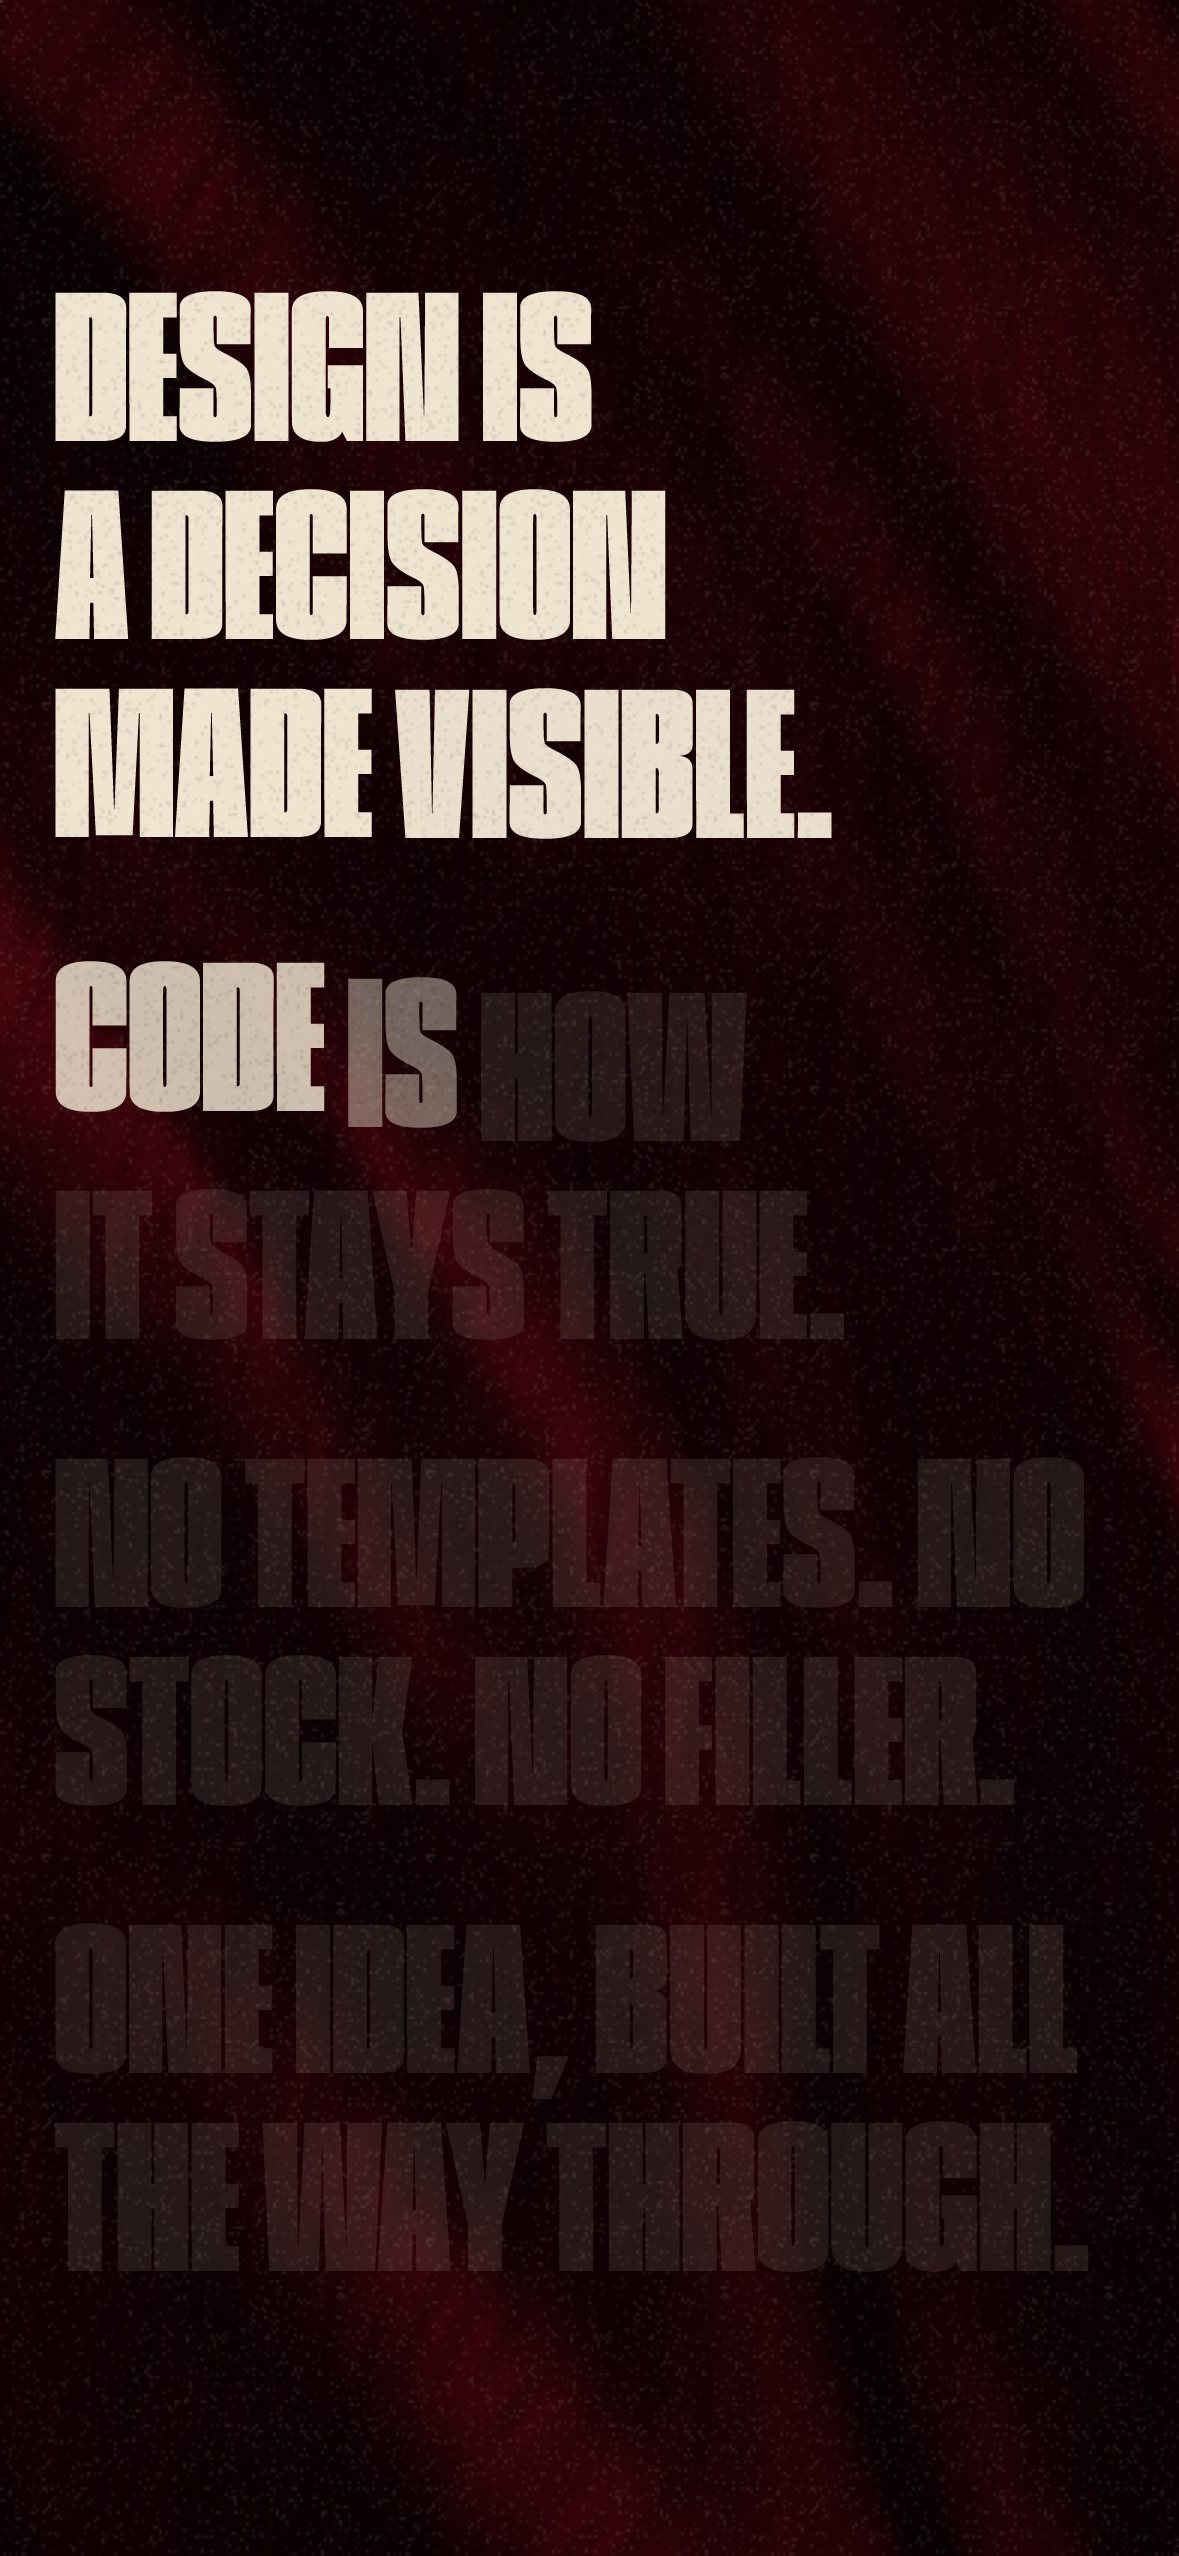 DESIGN IS
A DECISION
MADE VISIBLE.
CODE IS HOW
IT STAYS TRUE.
NO TEMPLATES. NO
STOCK. NO FILLER.
ONE IDEA, BUILT ALL
THE WAY THROUGH.